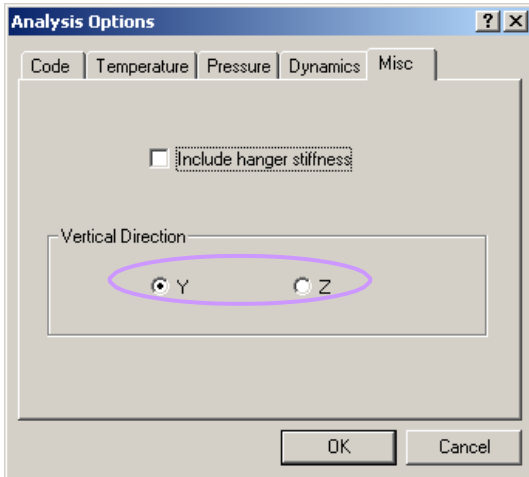 Analysis Options
Code Temperature Pressure Dynamics Misc
Include hanger stiffness
Vertical Direction
Y Z
OK Cancel